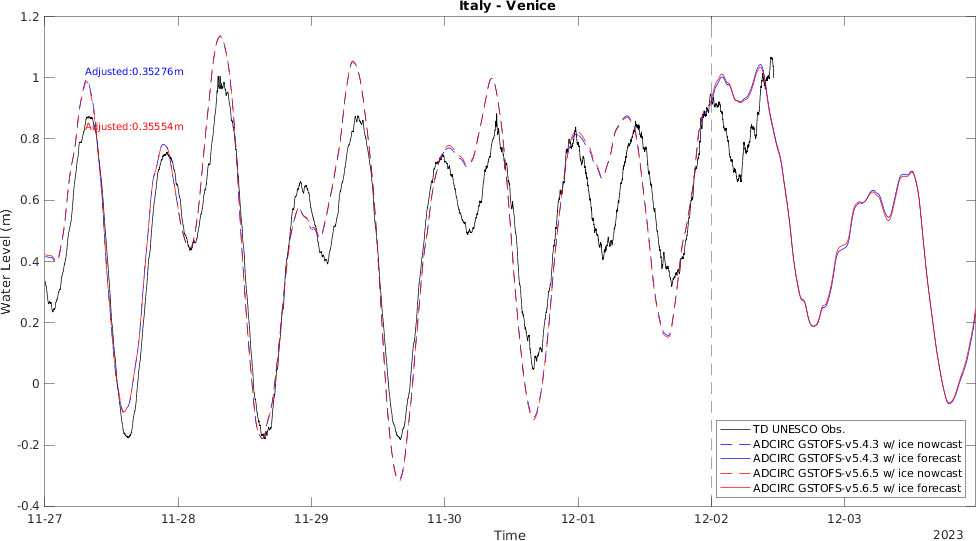 Italy - Venice
1.2
1
0.8
0.6
0.4
0.2
0
-0.2
-0.4
Water Level (m)
Adjusted:0.35276m
Adjusted:0.35554m
TD UNESCO Obs.
ADCIRC GSTOFS-v5.4.3 w/ ice nowcast
ADCIRC GSTOFS-v5.4.3 w/ ice forecast
ADCIRC GSTOFS-v5.6.5 w/ ice nowcast
ADCIRC GSTOFS-v5.6.5 w/ ice forecast
11-27 11-28 11-29 11-30 12-01 12-02 12-03
Time
2023